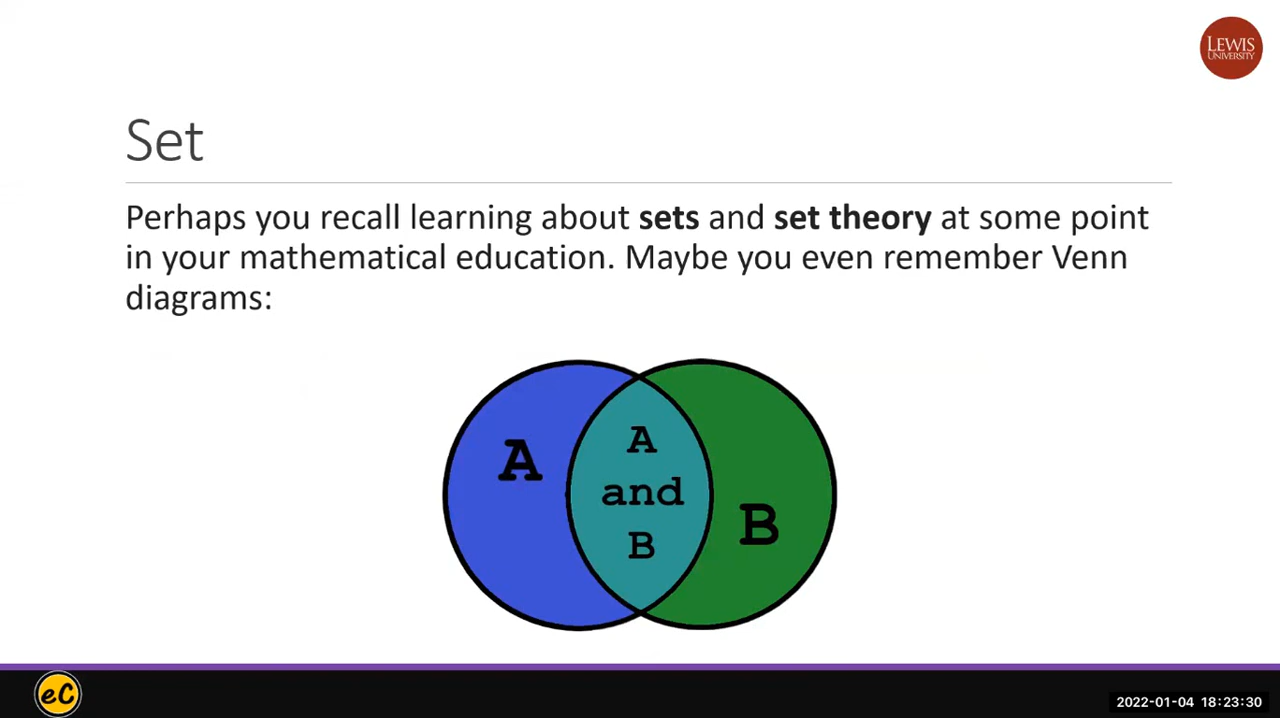 LEWIS
UNIVERSITY
Set
Perhaps you recall learning about sets and set theory at some point
in your mathematical education. Maybe you even remember Venn
diagrams:
A
A
and
B
B
eC
2022-01-04 18:23:30